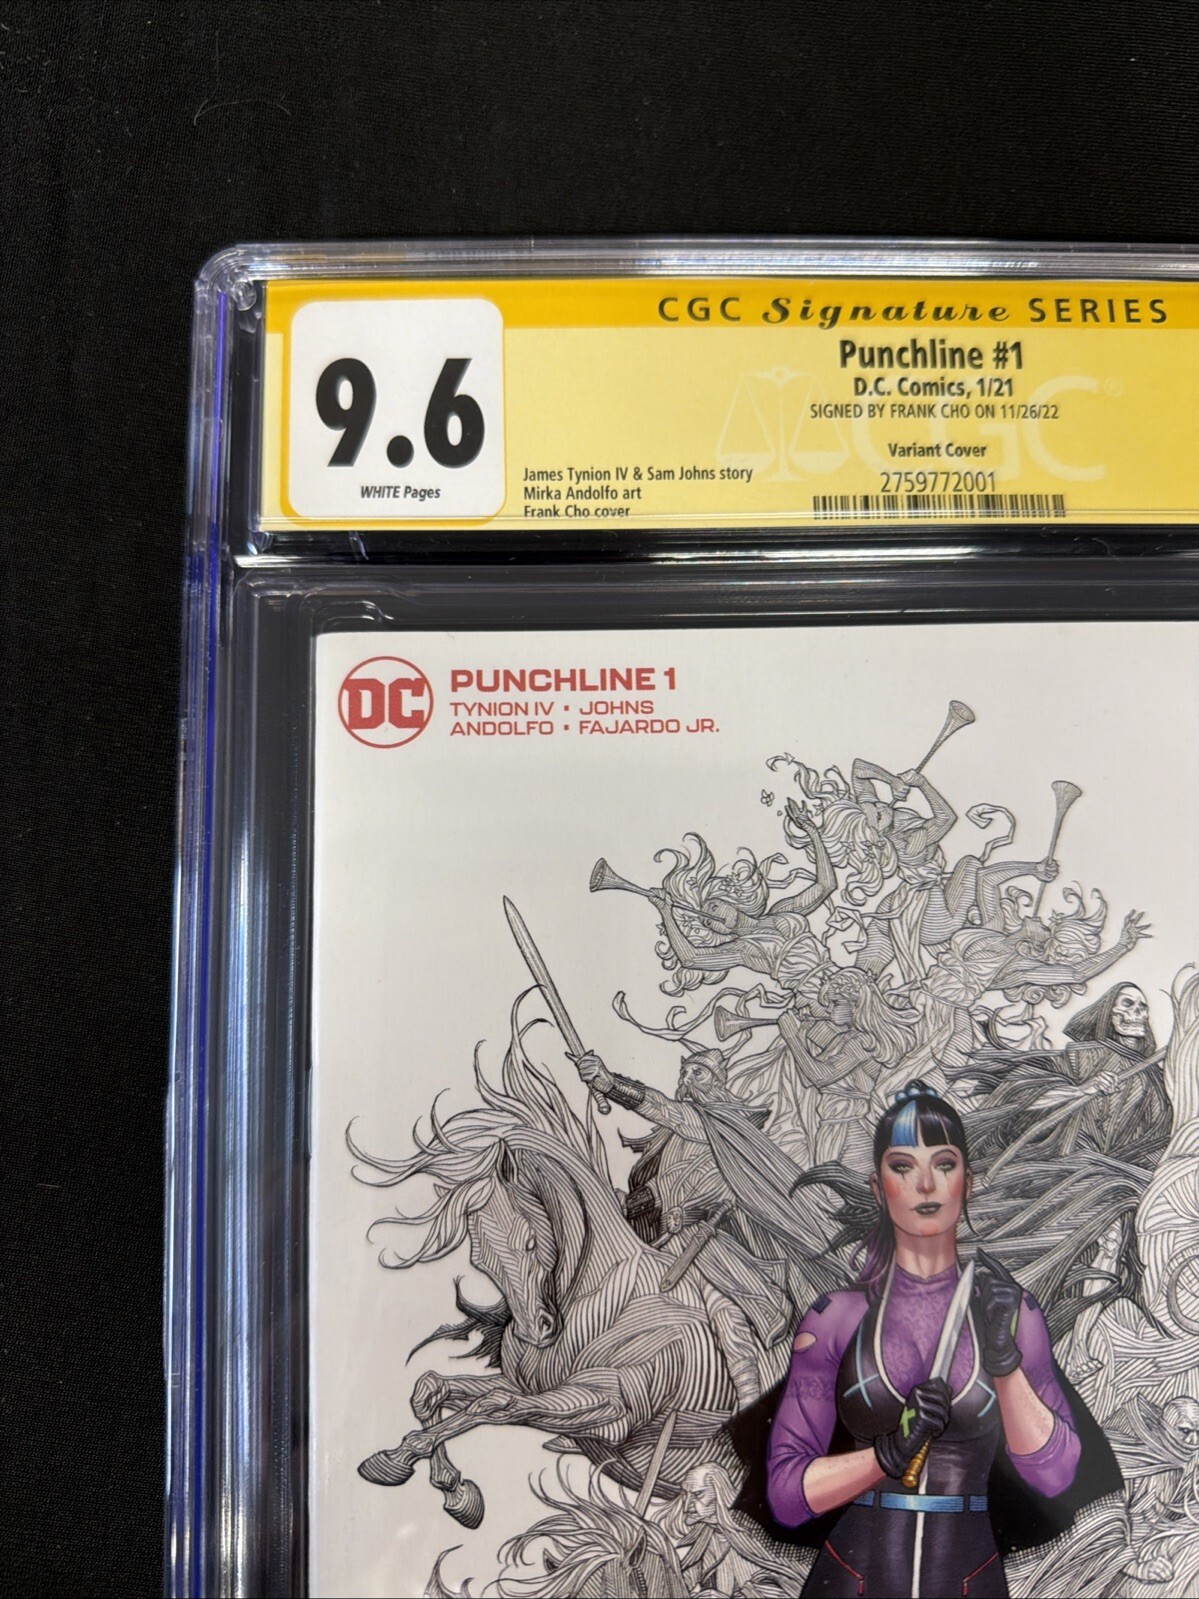 CGC Signature SERIES
Punchline #1
D.C. Comics, 1/21
SIGNED BY FRANK CHO ON 11/26/22
Variant Cover
2759772001
9.6
WHITE Pages
James Tynion IV & Sam Johns story
Mirka Andolfo art
Frank Cho cover
CGC
DC
PUNCHLINE 1
TYNION IV · JOHNS
ANDOLFO · FAJARDO JR.